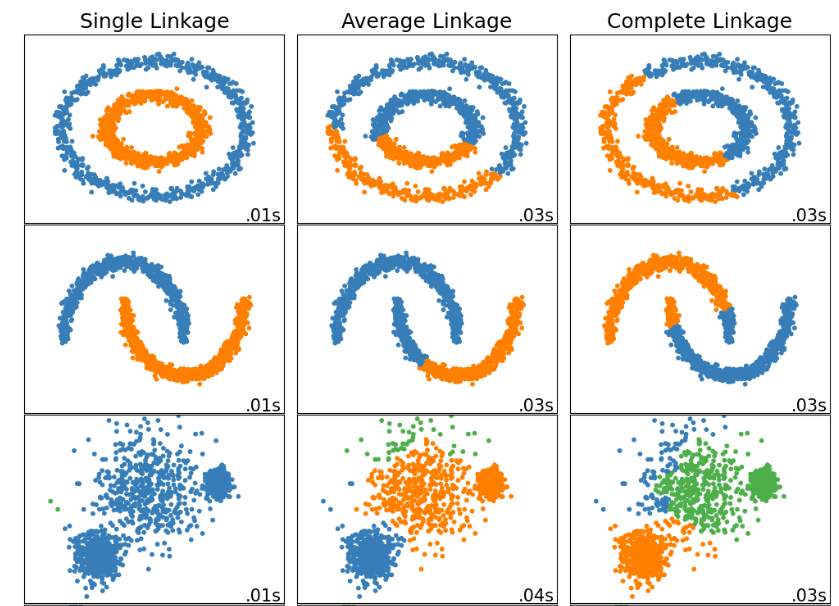 Single Linkage Average Linkage Complete Linkage
.01s .03s .03s
.01s .03s .03s
.01s .04s .03s